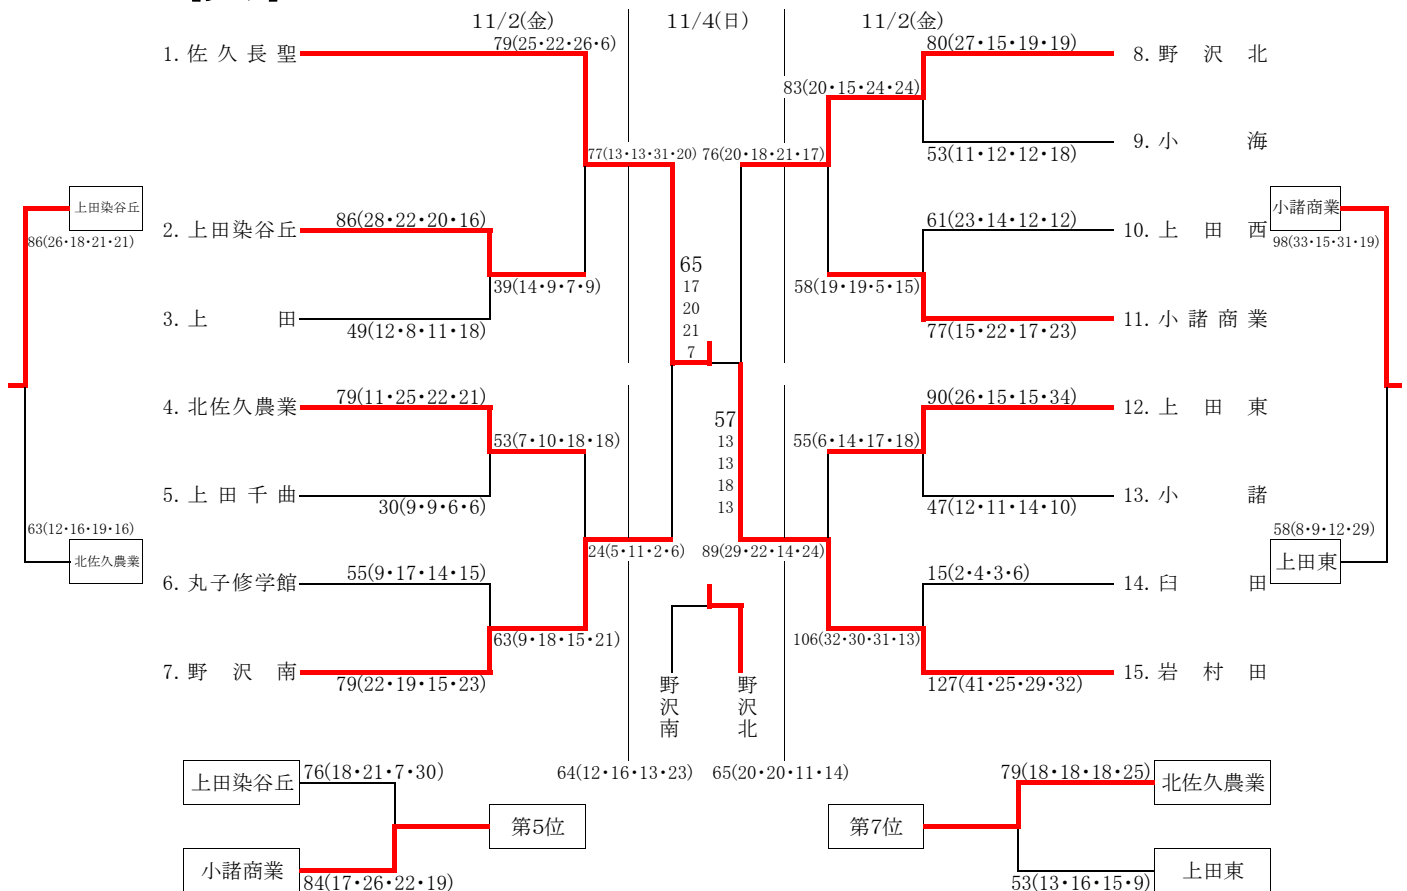 11/2(金) 11/4(日) 11/2(金)
79(25・22・26・6)
1. 佐久長聖
80(27・15・19・19)
8. 野沢北
83(20・15・24・24)
9. 小海
53(11・12・12・18)
77(13・13・31・20) 76(20・18・21・17)
上田染谷丘
86(26・18・21・21)
小諸商業
98(33・15・31・19)
86(28・22・20・16)
2. 上田染谷丘
61(23・14・12・12)
10. 上田西
39(14・9・7・9)
58(19・19・5・15)
3. 上田
49(12・8・11・18)
11. 小諸商業
77(15・22・17・23)
65
17
20
21
7
79(11・25・22・21)
4. 北佐久農業
90(26・15・15・34)
12. 上田東
57
13
13
18
13
53(7・10・18・18)
55(6・14・17・18)
5. 上田千曲
30(9・9・6・6)
13. 小諸
47(12・11・14・10)
63(12・16・19・16)
北佐久農業
58(8・9・12・29)
上田東
24(5・11・2・6) 89(29・22・14・24)
55(9・17・14・15)
6. 丸子修学館
15(2・4・3・6)
14. 臼田
63(9・18・15・21)
106(32・30・31・13)
7. 野沢南
79(22・19・15・23)
15. 岩村田
127(41・25・29・32)
野沢南
野沢北
64(12・16・13・23) 65(20・20・11・14)
上田染谷丘
76(18・21・7・30)
第5位
小諸商業
84(17・26・22・19)
79(18・18・18・25)
北佐久農業
第7位
上田東
53(13・16・15・9)